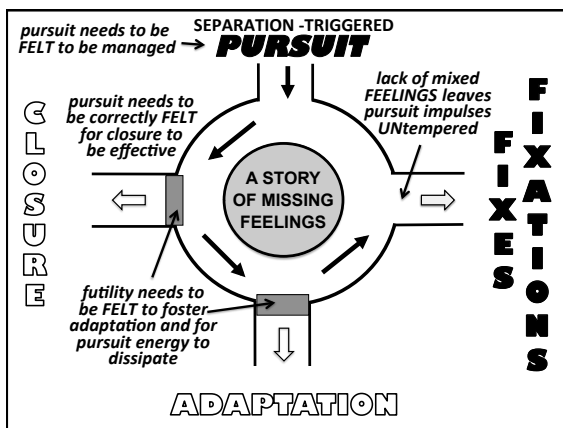 pursuit needs to be
FELT to be managed
SEPARATION -TRIGGERED
PURSUIT
pursuit needs to
be correctly FELT
for closure to
be effective
lack of mixed
FEELINGS leaves
pursuit impulses
UNtempered
CLOSURE
A STORY
OF MISSING
FEELINGS
FIXES
FIXATIONS
futility needs to
be FELT to foster
adaptation and for
pursuit energy to
dissipate
ADAPTATION